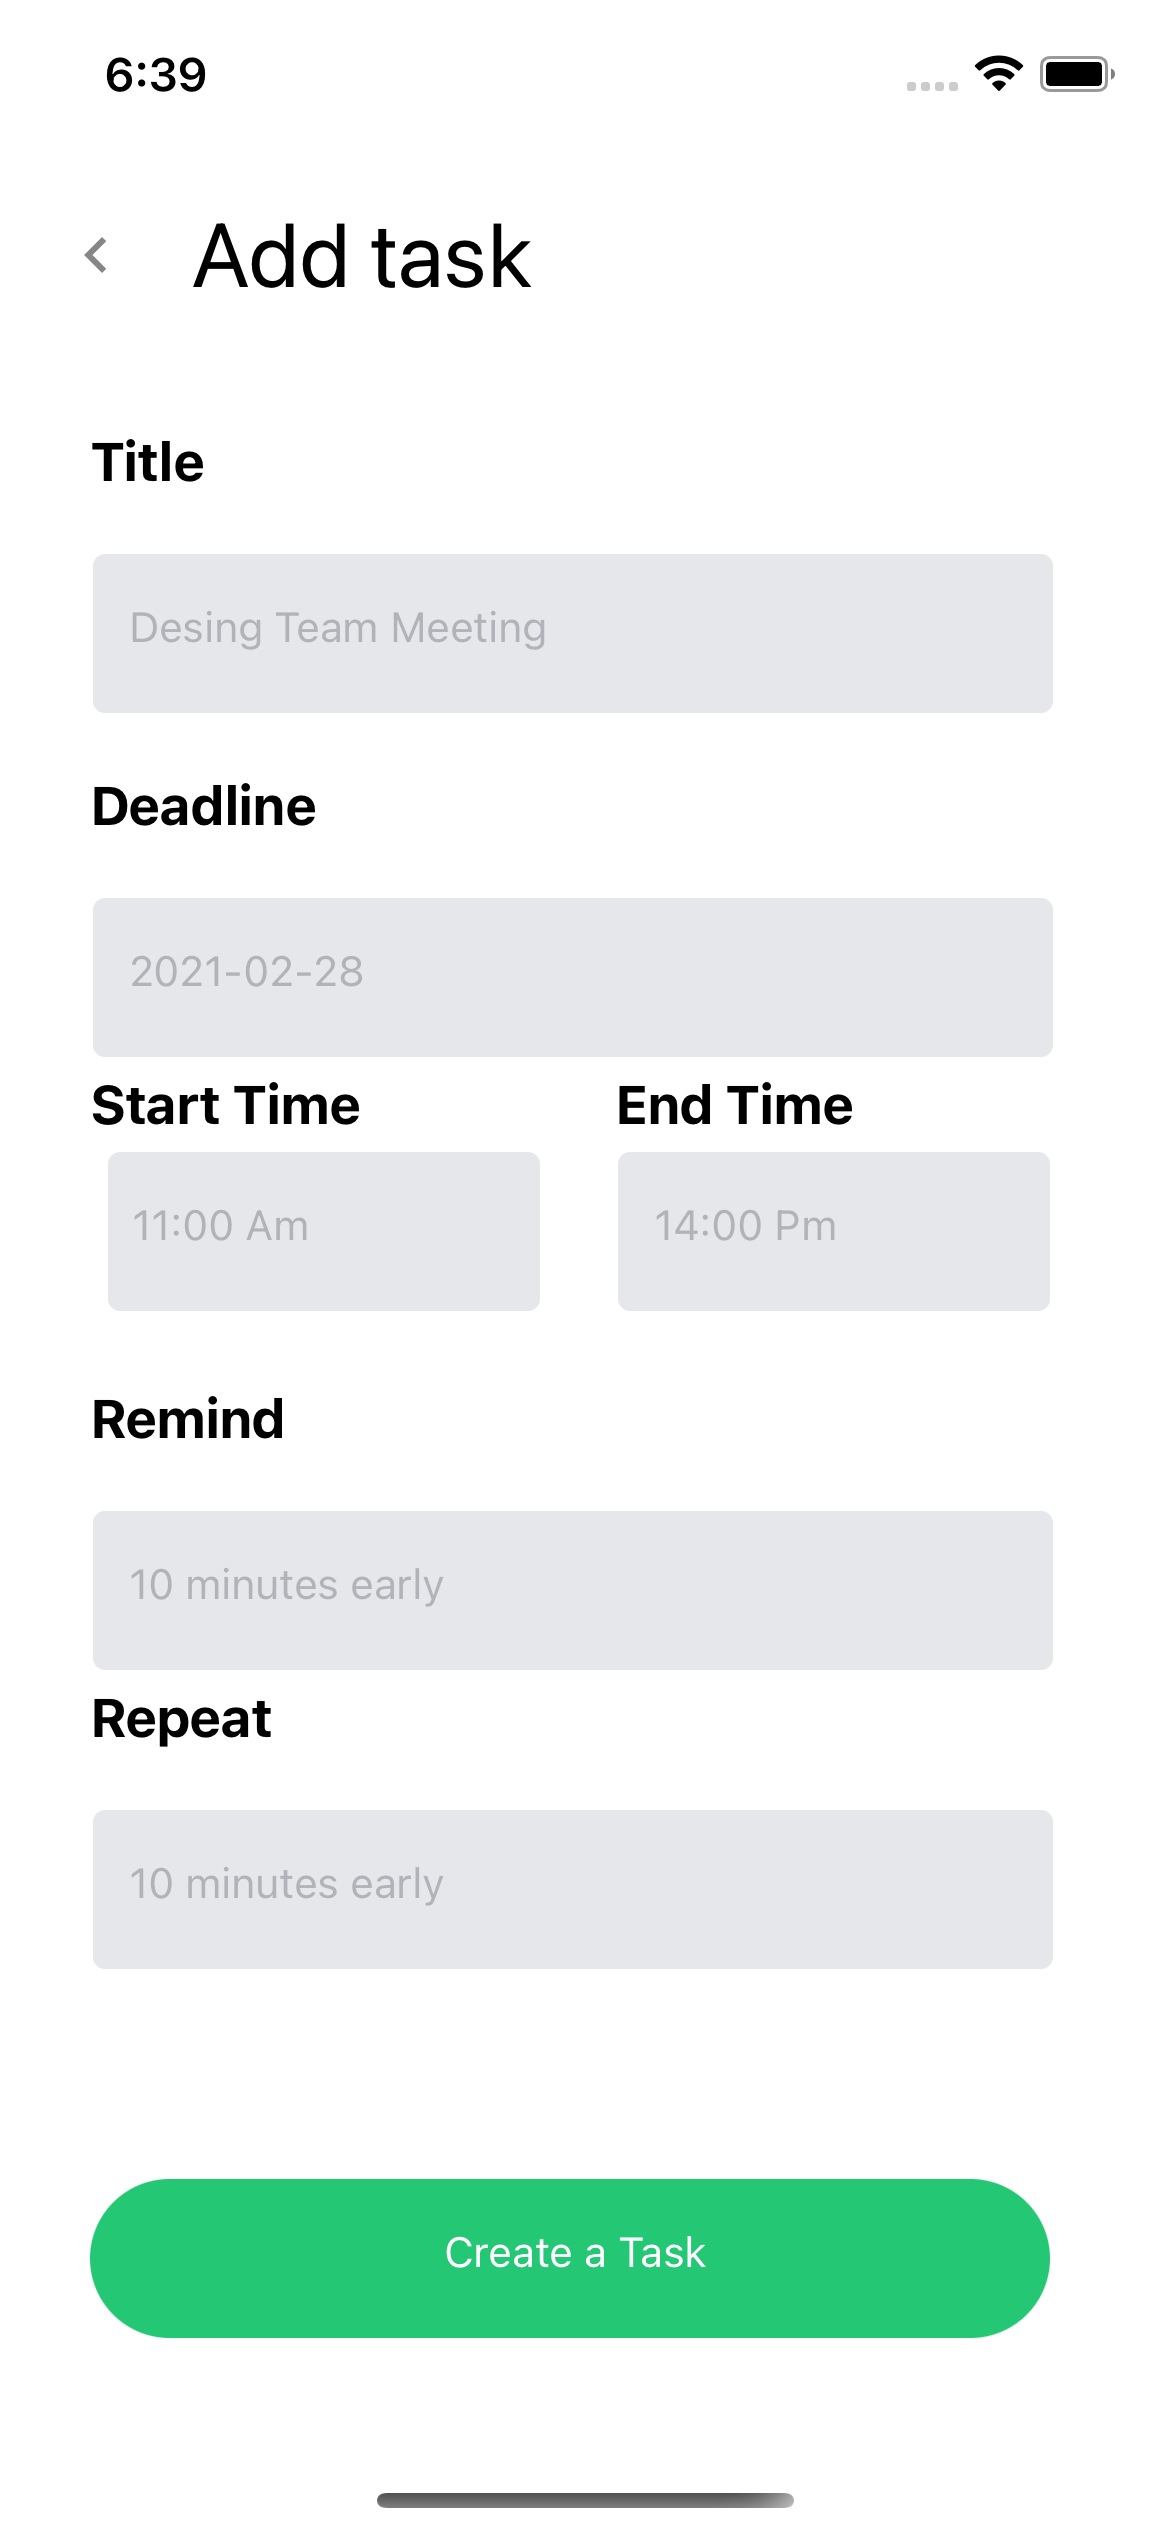 6:39
Add task
Title
Desing Team Meeting
Deadline
2021-02-28
Start Time
End Time
11:00 Am
14:00 Pm
Remind
10 minutes early
Repeat
10 minutes early
Create a Task